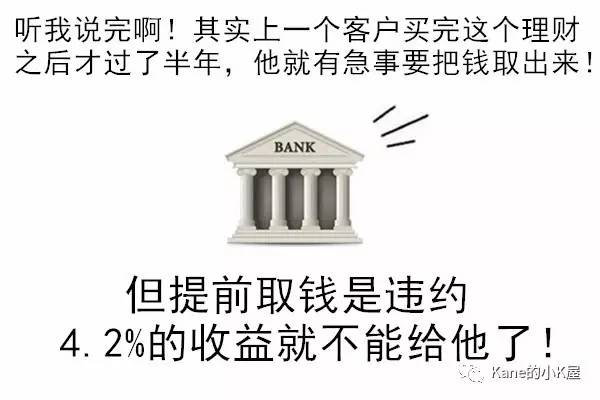 听我说完啊！其实上一个客户买完这个理财
之后才过了半年，他就有急事要把钱取出来！
BANK
但提前取钱是违约
4.2%的收益就不能给他了！
Kane的小K屋